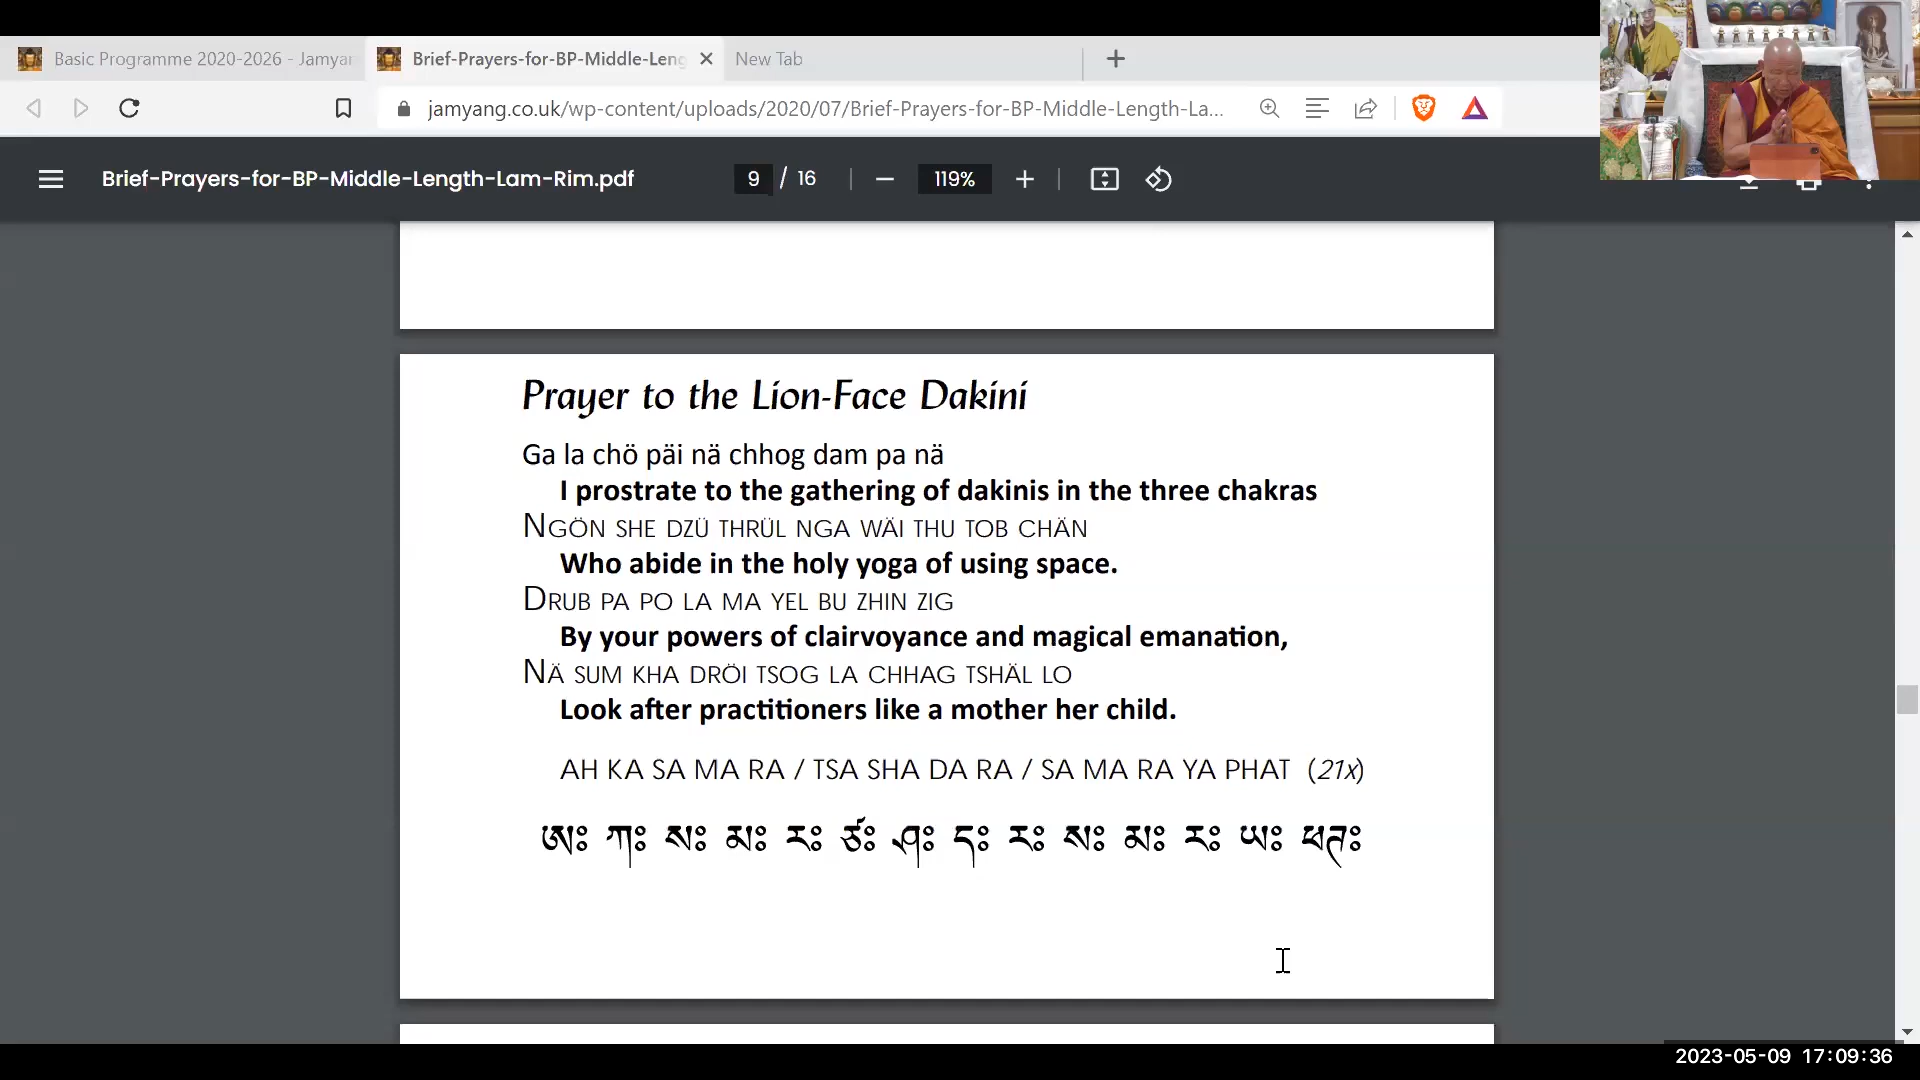 Basic Programme 2020-2026 - Jamyan
Brief-Prayers-for-BP-Middle-Leng
New Tab
jamyang.co.uk/wp-content/uploads/2020/07/Brief-Prayers-for-BP-Middle-Length-La...
Brief-Prayers-for-BP-Middle-Length-Lam-Rim.pdf
9 / 16
119%
Prayer to the Lion-Face Dakini
Ga la chö päi nä chhog dam pa nä
I prostrate to the gathering of dakinis in the three chakras
NGÖN SHE DZÜ THRÜL NGA WÄI THU TOB CHÄN
Who abide in the holy yoga of using space.
DRUB PA PO LA MA YEL BU ZHIN ZIG
By your powers of clairvoyance and magical emanation,
NÄ SUM KHA DRÖI TSOG LA CHHAG TSHÄL LO
Look after practitioners like a mother her child.
AH KA SA MA RA / TSA SHA DA RA / SA MA RA YA PHAT (21x)
ཨཿ ཀཿ སཿ མཿ རཿ ཙཿ ཤཿ དཿ རཿ སཿ མཿ རཿ ཡཿ ཕཊཿ
2023-05-09 17:09:36